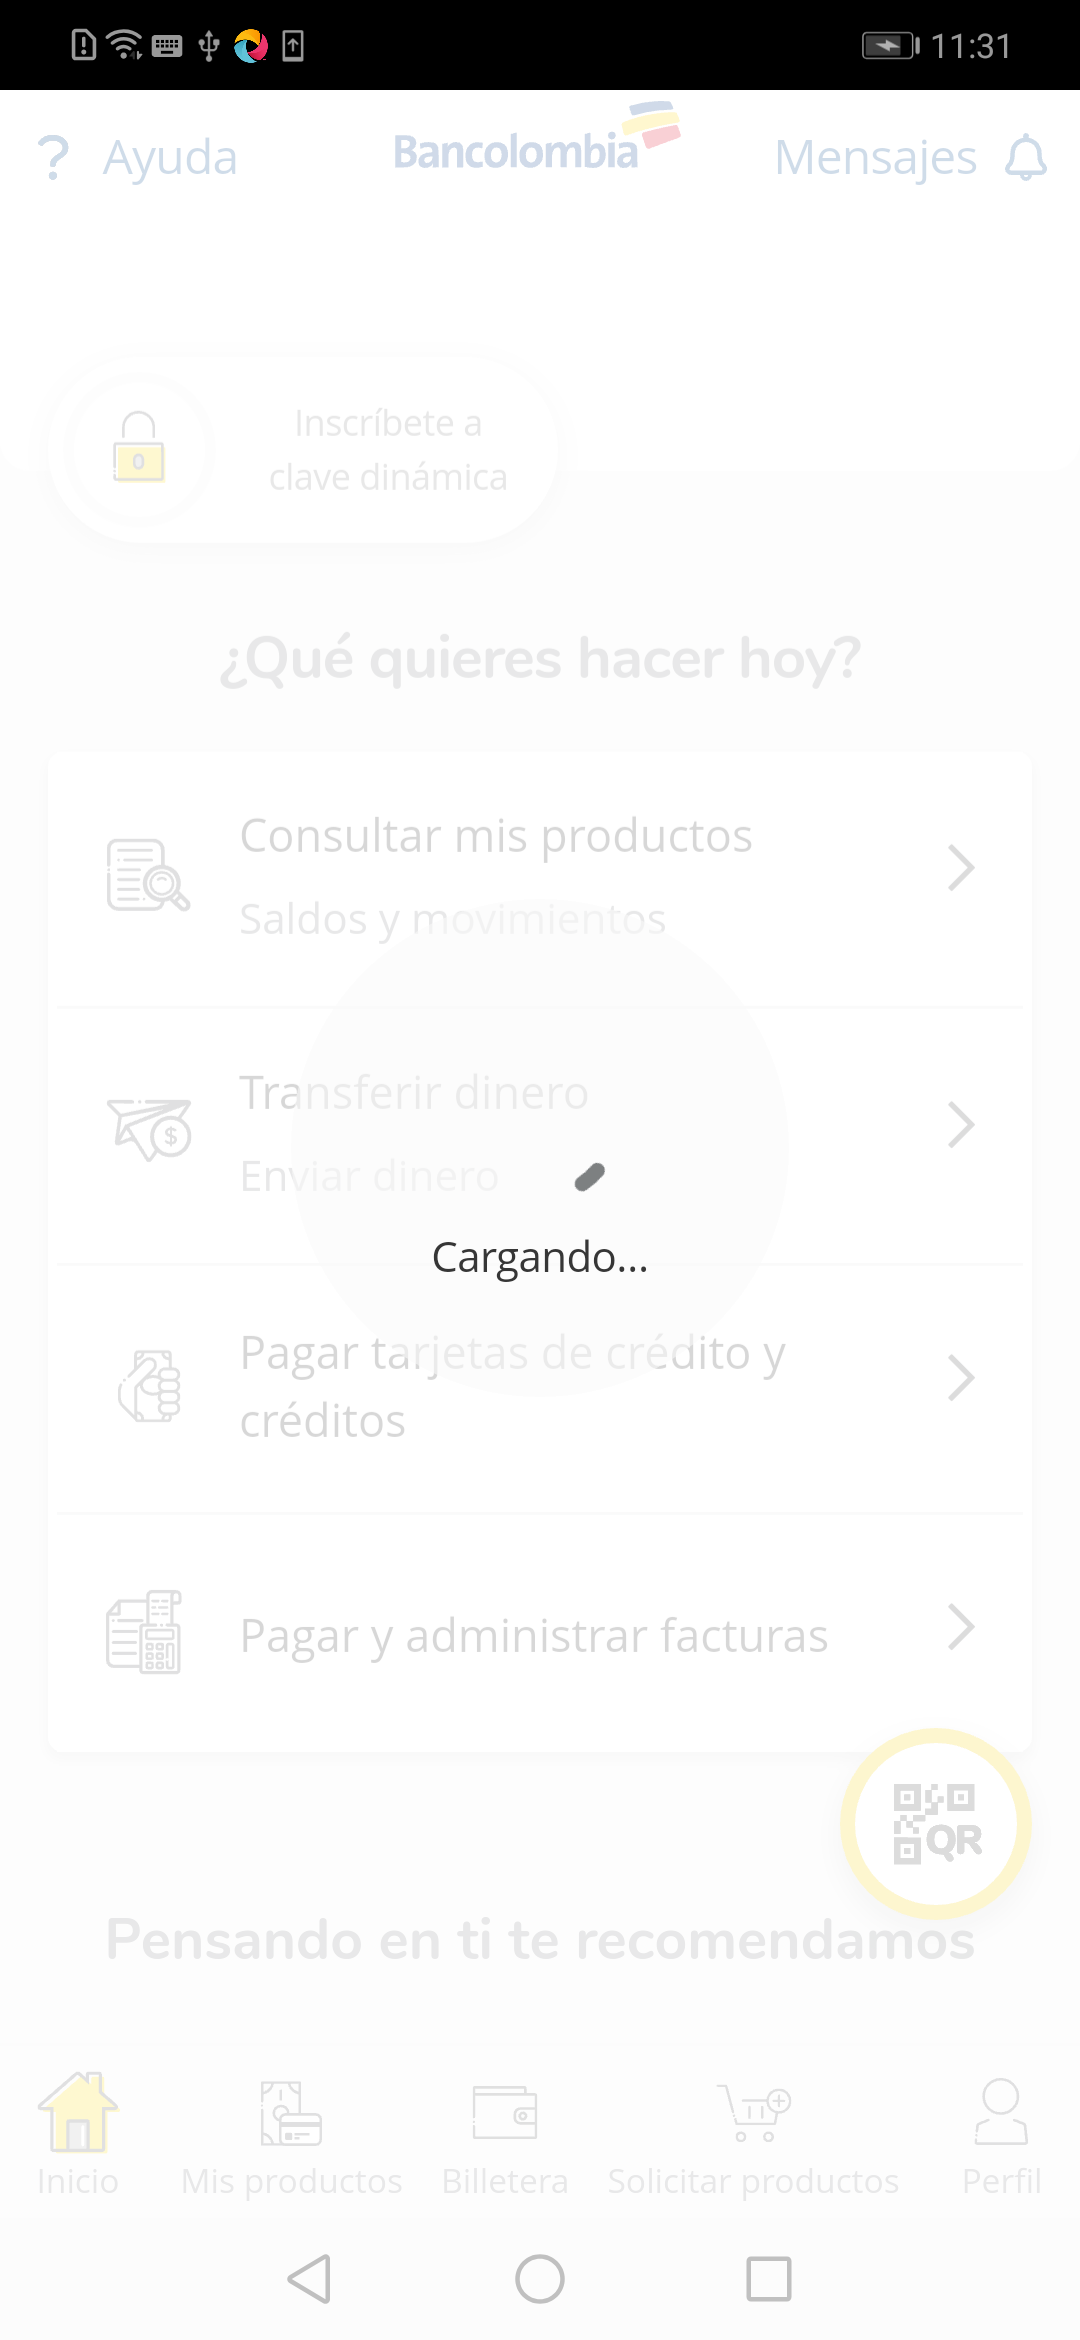 11:31
Ayuda
Bancolombia
Mensajes
Inscríbete a
clave dinámica
¿Qué quieres hacer hoy?
Consultar mis productos
Saldos y movimientos
Transferir dinero
Enviar dinero
Cargando...
Pagar tarjetas de crédito y
créditos
Pagar y administrar facturas
QR
Pensando en ti te recomendamos
Inicio
Mis productos
Billetera
Solicitar productos
Perfil